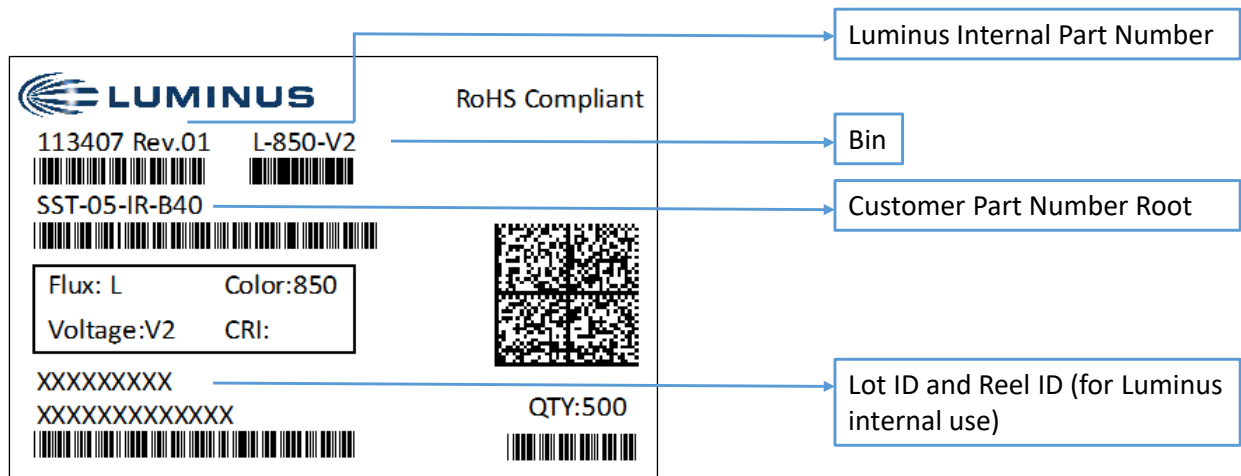 Luminus Internal Part Number
LUMINUS
RoHS Compliant
113407 Rev.01 L-850-V2
Bin
SST-05-IR-B40
Customer Part Number Root
Flux: L Color:850
Voltage:V2 CRI:
XXXXXXXXX
Lot ID and Reel ID (for Luminus
internal use)
XXXXXXXXXXXXX
QTY:500